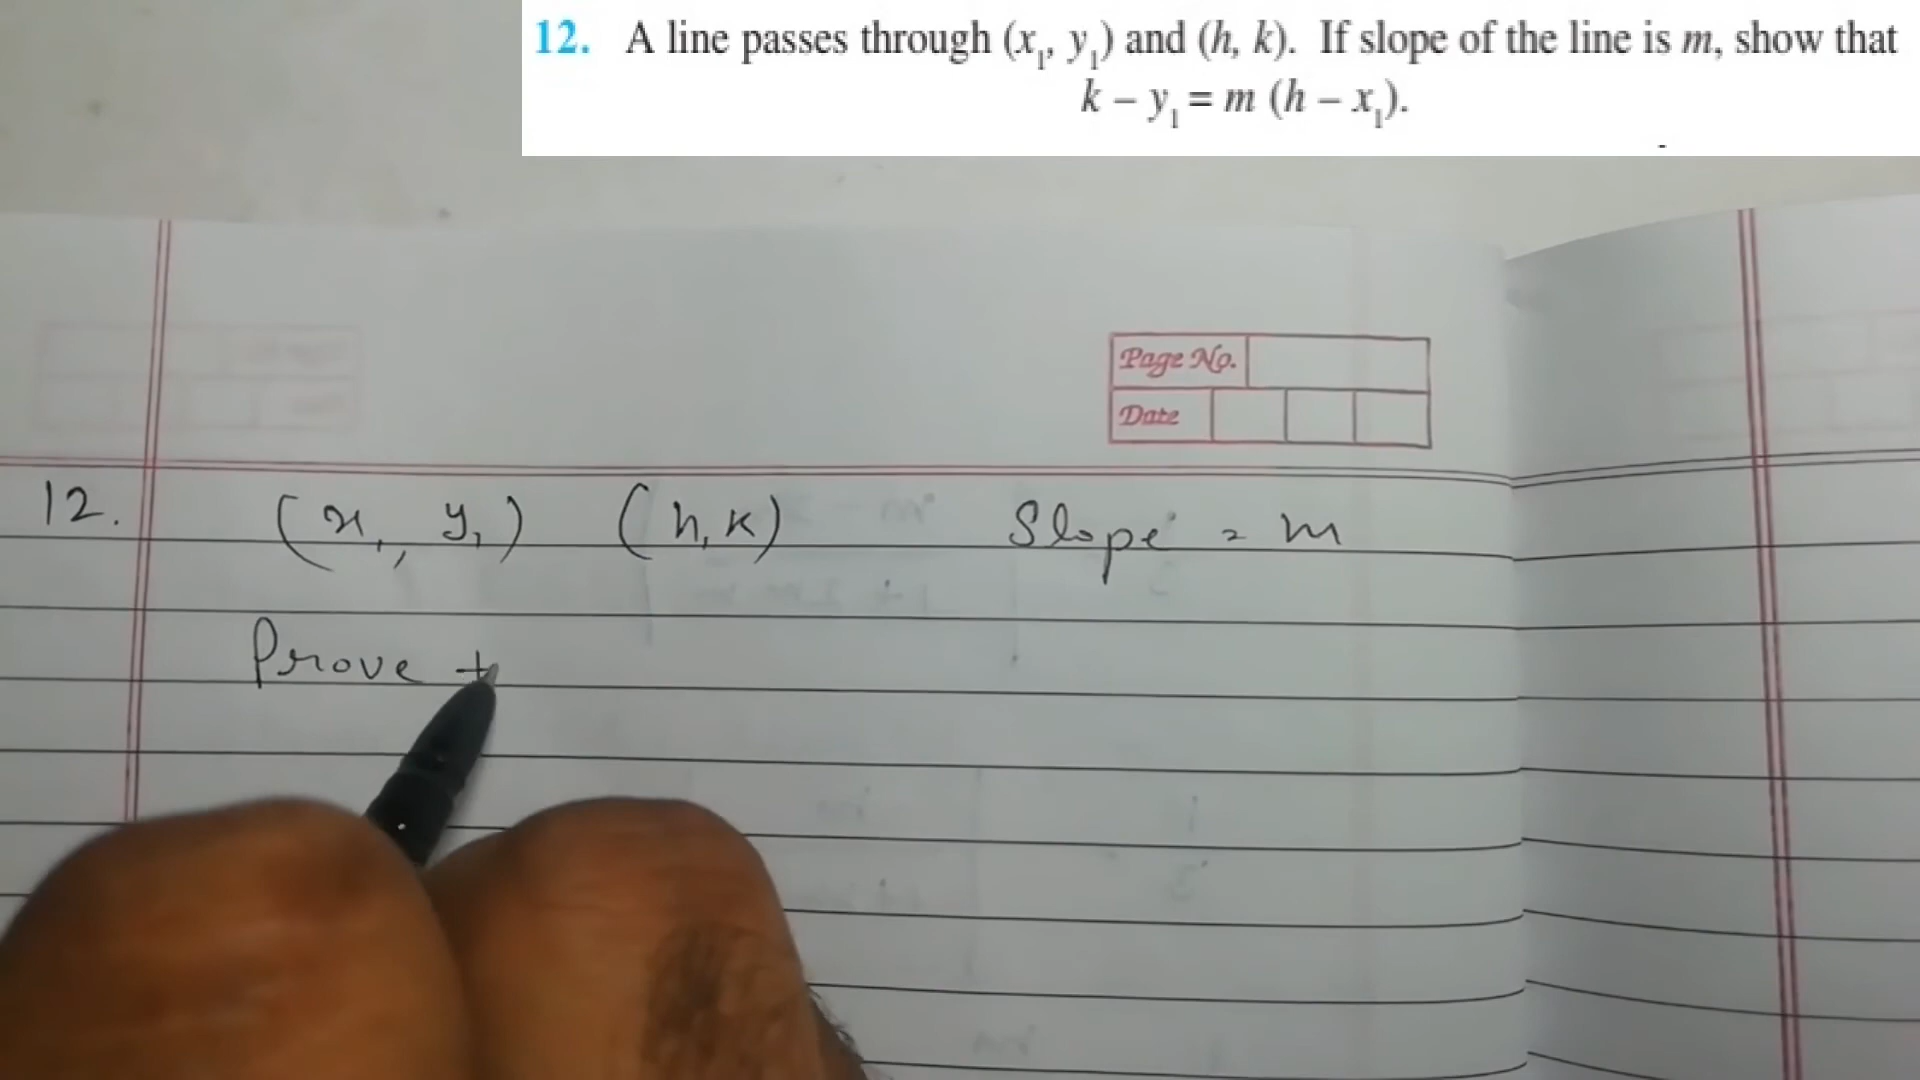 12. A line passes through (x₁, y₁) and (h, k). If slope of the line is m, show that
k – y₁ = m (h – x₁).
Page No.
Date
12. (x₁, y₁) (h, k) Slope = m
Prove t